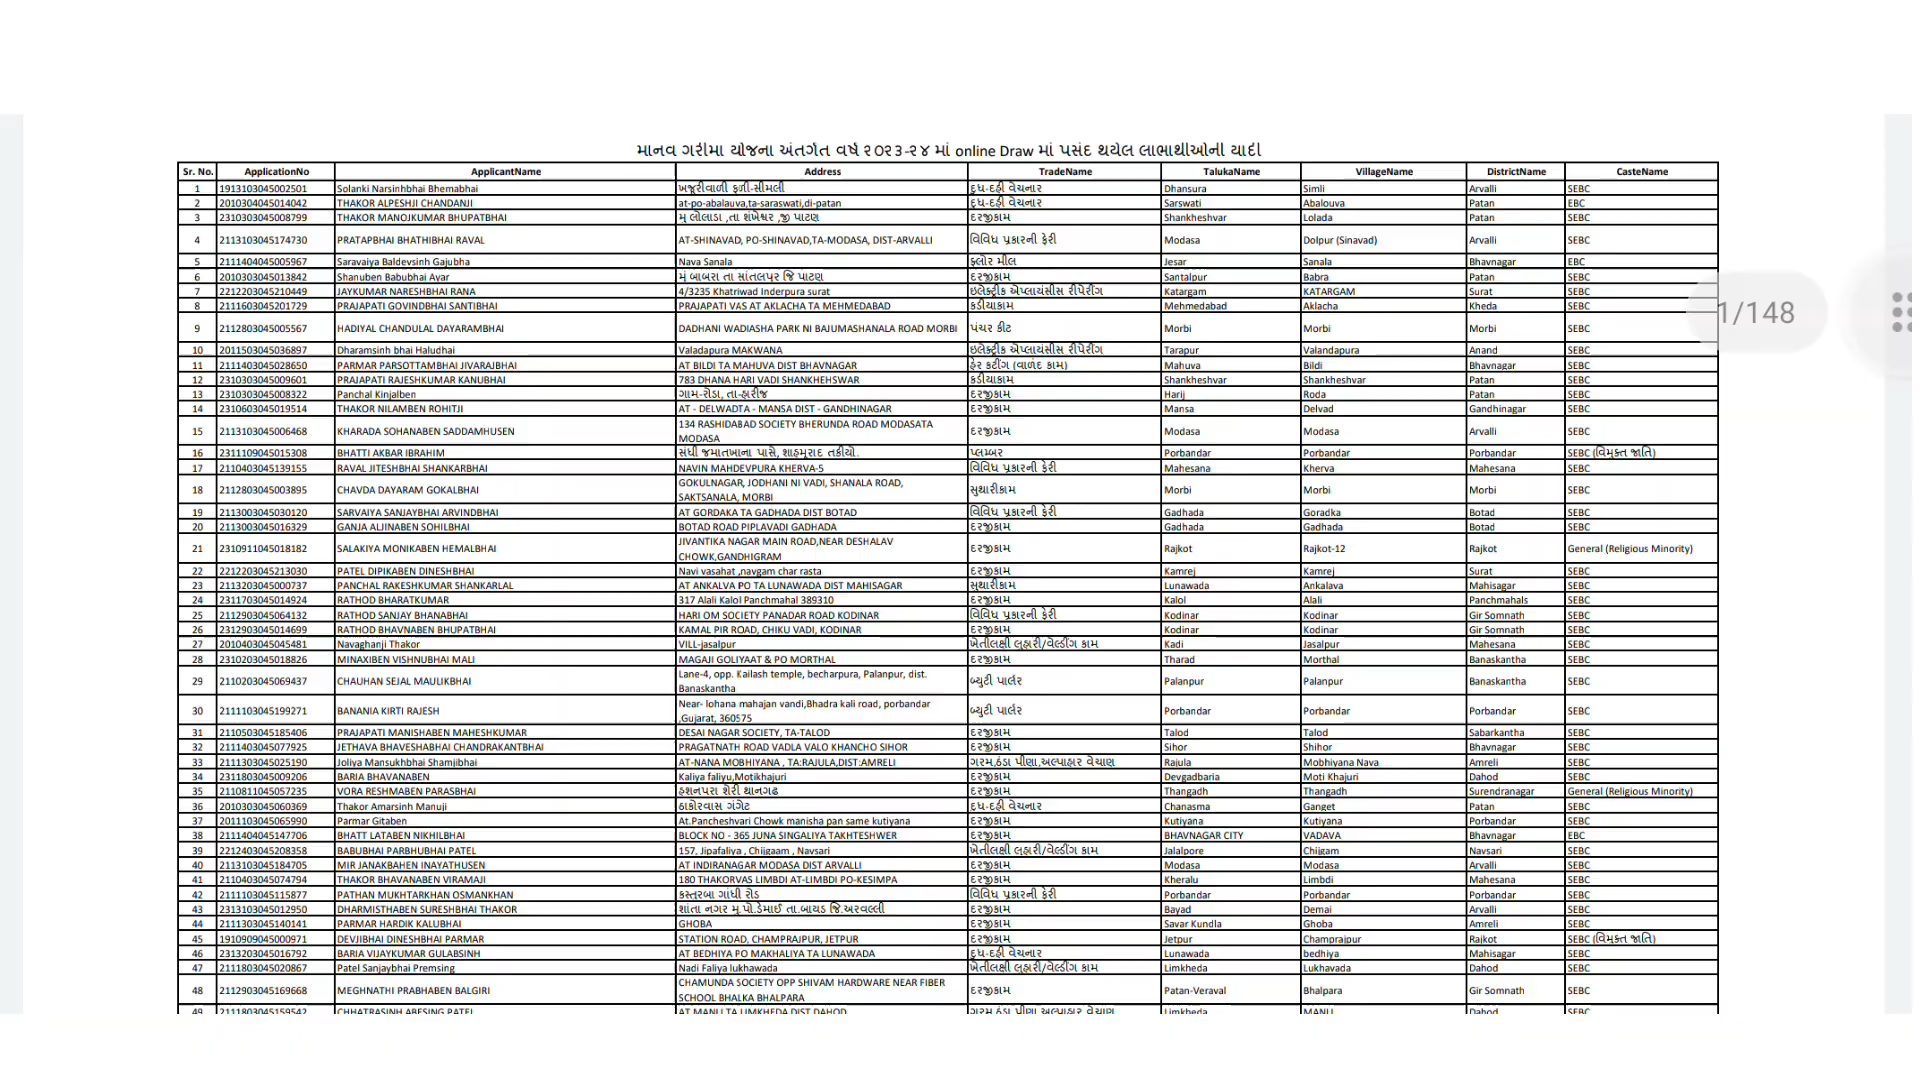 માનવ ગરીમા યોજના અંતર્ગત વર્ષ ૨૦૨૩-૨૪ માં online Draw માં પસંદ થયેલ લાભાર્થીઓની યાદી
Sr. No. ApplicationNo ApplicantName Address TradeName TalukaName VillageName DistrictName CasteName
1 1913103045002501 Solanki Narsinhbhai Bhemabhai ખજૂરીવાળી ફળી-સીમલી દુધ-દહી વેચનાર Dhansura Simli Arvalli SEBC
2 2010304045014042 THAKOR ALPESHJI CHANDANJI at-po-abalauva,ta-saraswati,di-patan દુધ-દહી વેચનાર Sarswati Abalouva Patan EBC
3 2310303045008799 THAKOR MANOJKUMAR BHUPATBHAI મુ લોલાડા ,તા શંખેશ્વર ,જી પાટણ દરજીકામ Shankheshvar Lolada Patan SEBC
4 2113103045174730 PRATAPBHAI BHATHIBHAI RAVAL AT-SHINAVAD, PO-SHINAVAD,TA-MODASA, DIST-ARVALLI વિવિધ પ્રકારની ફેરી Modasa Dolpur (Sinavad) Arvalli SEBC
5 2111404045005967 Saravaiya Baldevsinh Gajubha Nava Sanala ફ્લોર મીલ Jesar Sanala Bhavnagar EBC
6 2010303045013842 Shanuben Babubhai Avar મું બાબરા તા સાંતલપર જિ પાટણ દરજીકામ Santalpur Babra Patan SEBC
7 2212203045210449 JAYKUMAR NARESHBHAI RANA 4/3235 Khatriwad Inderpura surat ઇલેક્ટ્રીક એપ્લાયંસીસ રીપેરીંગ Katargam KATARGAM Surat SEBC
8 2111603045201729 PRAJAPATI GOVINDBHAI SANTIBHAI PRAJAPATI VAS AT AKLACHA TA MEHMEDABAD કડીયાકામ Mehmedabad Aklacha Kheda SEBC
9 2112803045005567 HADIYAL CHANDULAL DAYARAMBHAI DADHANI WADIASHA PARK NI BAJUMASHANALA ROAD MORBI પંચર કીટ Morbi Morbi Morbi SEBC
10 2011503045036897 Dharamsinh bhai Haludhai Valadapura MAKWANA ઇલેક્ટ્રીક એપ્લાયંસીસ રીપેરીંગ Tarapur Valandapura Anand SEBC
11 2111403045028650 PARMAR PARSOTTAMBHAI JIVARAJBHAI AT BILDI TA MAHUVA DIST BHAVNAGAR હેર કટીંગ (વાળંદ કામ) Mahuva Bildi Bhavnagar SEBC
12 2310303045009601 PRAJAPATI RAJESHKUMAR KANUBHAI 783 DHANA HARI VADI SHANKHEHSWAR કડીયાકામ Shankheshvar Shankheshvar Patan SEBC
13 2310303045008322 Panchal Kinjalben ગામ-રોડા, તા-હારીજ દરજીકામ Harij Roda Patan SEBC
14 2310603045019514 THAKOR NILAMBEN ROHITJI AT - DELWADTA - MANSA DIST - GANDHINAGAR દરજીકામ Mansa Delvad Gandhinagar SEBC
15 2113103045006468 KHARADA SOHANABEN SADDAMHUSEN 134 RASHIDABAD SOCIETY BHERUNDA ROAD MODASATA MODASA દરજીકામ Modasa Modasa Arvalli SEBC
16 2311109045015308 BHATTI AKBAR IBRAHIM સંધી જમાતખાના પાસે, શાહમુરાદ તકીયો. પ્લમ્બર Porbandar Porbandar Porbandar SEBC (વિમુક્ત જાતિ)
17 2110403045139155 RAVAL JITESHBHAI SHANKARBHAI NAVIN MAHDEVPURA KHERVA-5 વિવિધ પ્રકારની ફેરી Mahesana Kherva Mahesana SEBC
18 2112803045003895 CHAVDA DAYARAM GOKALBHAI GOKULNAGAR, JODHANI NI VADI, SHANALA ROAD, SAKTSANALA, MORBI સુથારીકામ Morbi Morbi Morbi SEBC
19 2113003045030120 SARVAIYA SANJAYBHAI ARVINDBHAI AT GORDAKA TA GADHADA DIST BOTAD વિવિધ પ્રકારની ફેરી Gadhada Goradka Botad SEBC
20 2113003045016329 GANJA ALJINABEN SOHILBHAI BOTAD ROAD PIPLAVADI GADHADA દરજીકામ Gadhada Gadhada Botad SEBC
21 2310911045018182 SALAKIYA MONIKABEN HEMALBHAI JIVANTIKA NAGAR MAIN ROAD,NEAR DESHALAV CHOWK,GANDHIGRAM દરજીકામ Rajkot Rajkot-12 Rajkot General (Religious Minority)
22 2212203045213030 PATEL DIPIKABEN DINESHBHAI Navi vasahat ,navgam char rasta દરજીકામ Kamrej Kamrej Surat SEBC
23 2113203045000737 PANCHAL RAKESHKUMAR SHANKARLAL AT ANKALVA PO TA LUNAWADA DIST MAHISAGAR સુથારીકામ Lunawada Ankalava Mahisagar SEBC
24 2311703045014924 RATHOD BHARATKUMAR 317 Alali Kalol Panchmahal 389310 દરજીકામ Kalol Alali Panchmahals SEBC
25 2112903045064132 RATHOD SANJAY BHANABHAI HARI OM SOCIETY PANADAR ROAD KODINAR વિવિધ પ્રકારની ફેરી Kodinar Kodinar Gir Somnath SEBC
26 2312903045014699 RATHOD BHAVNABEN BHUPATBHAI KAMAL PIR ROAD, CHIKU VADI, KODINAR દરજીકામ Kodinar Kodinar Gir Somnath SEBC
27 2010403045045481 Navaghanji Thakor VILL-jasalpur ખેતીલક્ષી લુહારી/વેલ્ડીંગ કામ Kadi Jasalpur Mahesana SEBC
28 2310203045018826 MINAXIBEN VISHNUBHAI MALI MAGAJI GOLIYAAT & PO MORTHAL દરજીકામ Tharad Morthal Banaskantha SEBC
29 2110203045069437 CHAUHAN SEJAL MAULIKBHAI Lane-4, opp. Kailash temple, becharpura, Palanpur, dist. Banaskantha બ્યુટી પાર્લર Palanpur Palanpur Banaskantha SEBC
30 2111103045199271 BANANIA KIRTI RAJESH Near- lohana mahajan vandi,Bhadra kali road, porbandar ,Gujarat, 360575 બ્યુટી પાર્લર Porbandar Porbandar Porbandar SEBC
31 2110503045185406 PRAJAPATI MANISHABEN MAHESHKUMAR DESAI NAGAR SOCIETY, TA-TALOD દરજીકામ Talod Talod Sabarkantha SEBC
32 2111403045077925 JETHAVA BHAVESHABHAI CHANDRAKANTBHAI PRAGATNATH ROAD VADLA VALO KHANCHO SIHOR દરજીકામ Sihor Shihor Bhavnagar SEBC
33 2111303045025190 Joliya Mansukhbhai Shamjibhai AT-NANA MOBHIYANA , TA:RAJULA,DIST:AMRELI ગરમ,ઠંડા પીણા,અલ્પાહાર વેચાણ Rajula Mobhiyana Nava Amreli SEBC
34 2311803045009206 BARIA BHAVANABEN Kaliya faliyu,Motikhajuri દરજીકામ Devgadbaria Moti Khajuri Dahod SEBC
35 2110811045057235 VORA RESHMABEN PARASBHAI હશનપરા શેરી થાનગઢ દરજીકામ Thangadh Thangadh Surendranagar General (Religious Minority)
36 2010303045060369 Thakor Amarsinh Manuji ઠાકોરવાસ ગંગેટ દુધ-દહી વેચનાર Chanasma Ganget Patan SEBC
37 2011103045065990 Parmar Gitaben At.Pancheshvari Chowk manisha pan same kutiyana દરજીકામ Kutiyana Kutiyana Porbandar SEBC
38 2111404045147706 BHATT LATABEN NIKHILBHAI BLOCK NO - 365 JUNA SINGALIYA TAKHTESHWER દરજીકામ BHAVNAGAR CITY VADAVA Bhavnagar EBC
39 2212403045208358 BABUBHAI PARBHUBHAI PATEL 157, Jipafaliya , Chijgaam , Navsari ખેતીલક્ષી લુહારી/વેલ્ડીંગ કામ Jalalpore Chijgam Navsari SEBC
40 2113103045184705 MIR JANAKBAHEN INAYATHUSEN AT INDIRANAGAR MODASA DIST ARVALLI દરજીકામ Modasa Modasa Arvalli SEBC
41 2110403045074794 THAKOR BHAVANABEN VIRAMAJI 180 THAKORVAS LIMBDI AT-LIMBDI PO-KESIMPA દરજીકામ Kheralu Limbdi Mahesana SEBC
42 2111103045115877 PATHAN MUKHTARKHAN OSMANKHAN કસ્તરબા ગાંધી રોડ વિવિધ પ્રકારની ફેરી Porbandar Porbandar Porbandar SEBC
43 2313103045012950 DHARMISTHABEN SURESHBHAI THAKOR શાંતા નગર મુ.પો.ડેમાઈ તા.બાયડ જિ.અરવલ્લી દરજીકામ Bayad Demai Arvalli SEBC
44 2111303045140141 PARMAR HARDIK KALUBHAI GHOBA દરજીકામ Savar Kundla Ghoba Amreli SEBC
45 1910909045000971 DEVJIBHAI DINESHBHAI PARMAR STATION ROAD, CHAMPRAJPUR, JETPUR દરજીકામ Jetpur Champrajpur Rajkot SEBC (વિમુક્ત જાતિ)
46 2313203045016792 BARIA VIJAYKUMAR GULABSINH AT BEDHIYA PO MAKHALIYA TA LUNAWADA દુધ-દહી વેચનાર Lunawada bedhiya Mahisagar SEBC
47 2111803045020867 Patel Sanjaybhai Premsing Nadi Faliya lukhawada ખેતીલક્ષી લુહારી/વેલ્ડીંગ કામ Limkheda Lukhavada Dahod SEBC
48 2112903045169668 MEGHNATHI PRABHABEN BALGIRI CHAMUNDA SOCIETY OPP SHIVAM HARDWARE NEAR FIBER SCHOOL BHALKA BHALPARA દરજીકામ Patan-Veraval Bhalpara Gir Somnath SEBC
49 2111803045159542 CHHATRASINH ABESING PATEL AT MANLI TA LIMKHEDA DIST DAHOD ગરમ,ઠંડા પીણા,અલ્પાહાર વેચાણ Limkheda MANLI Dahod SEBC
1/148